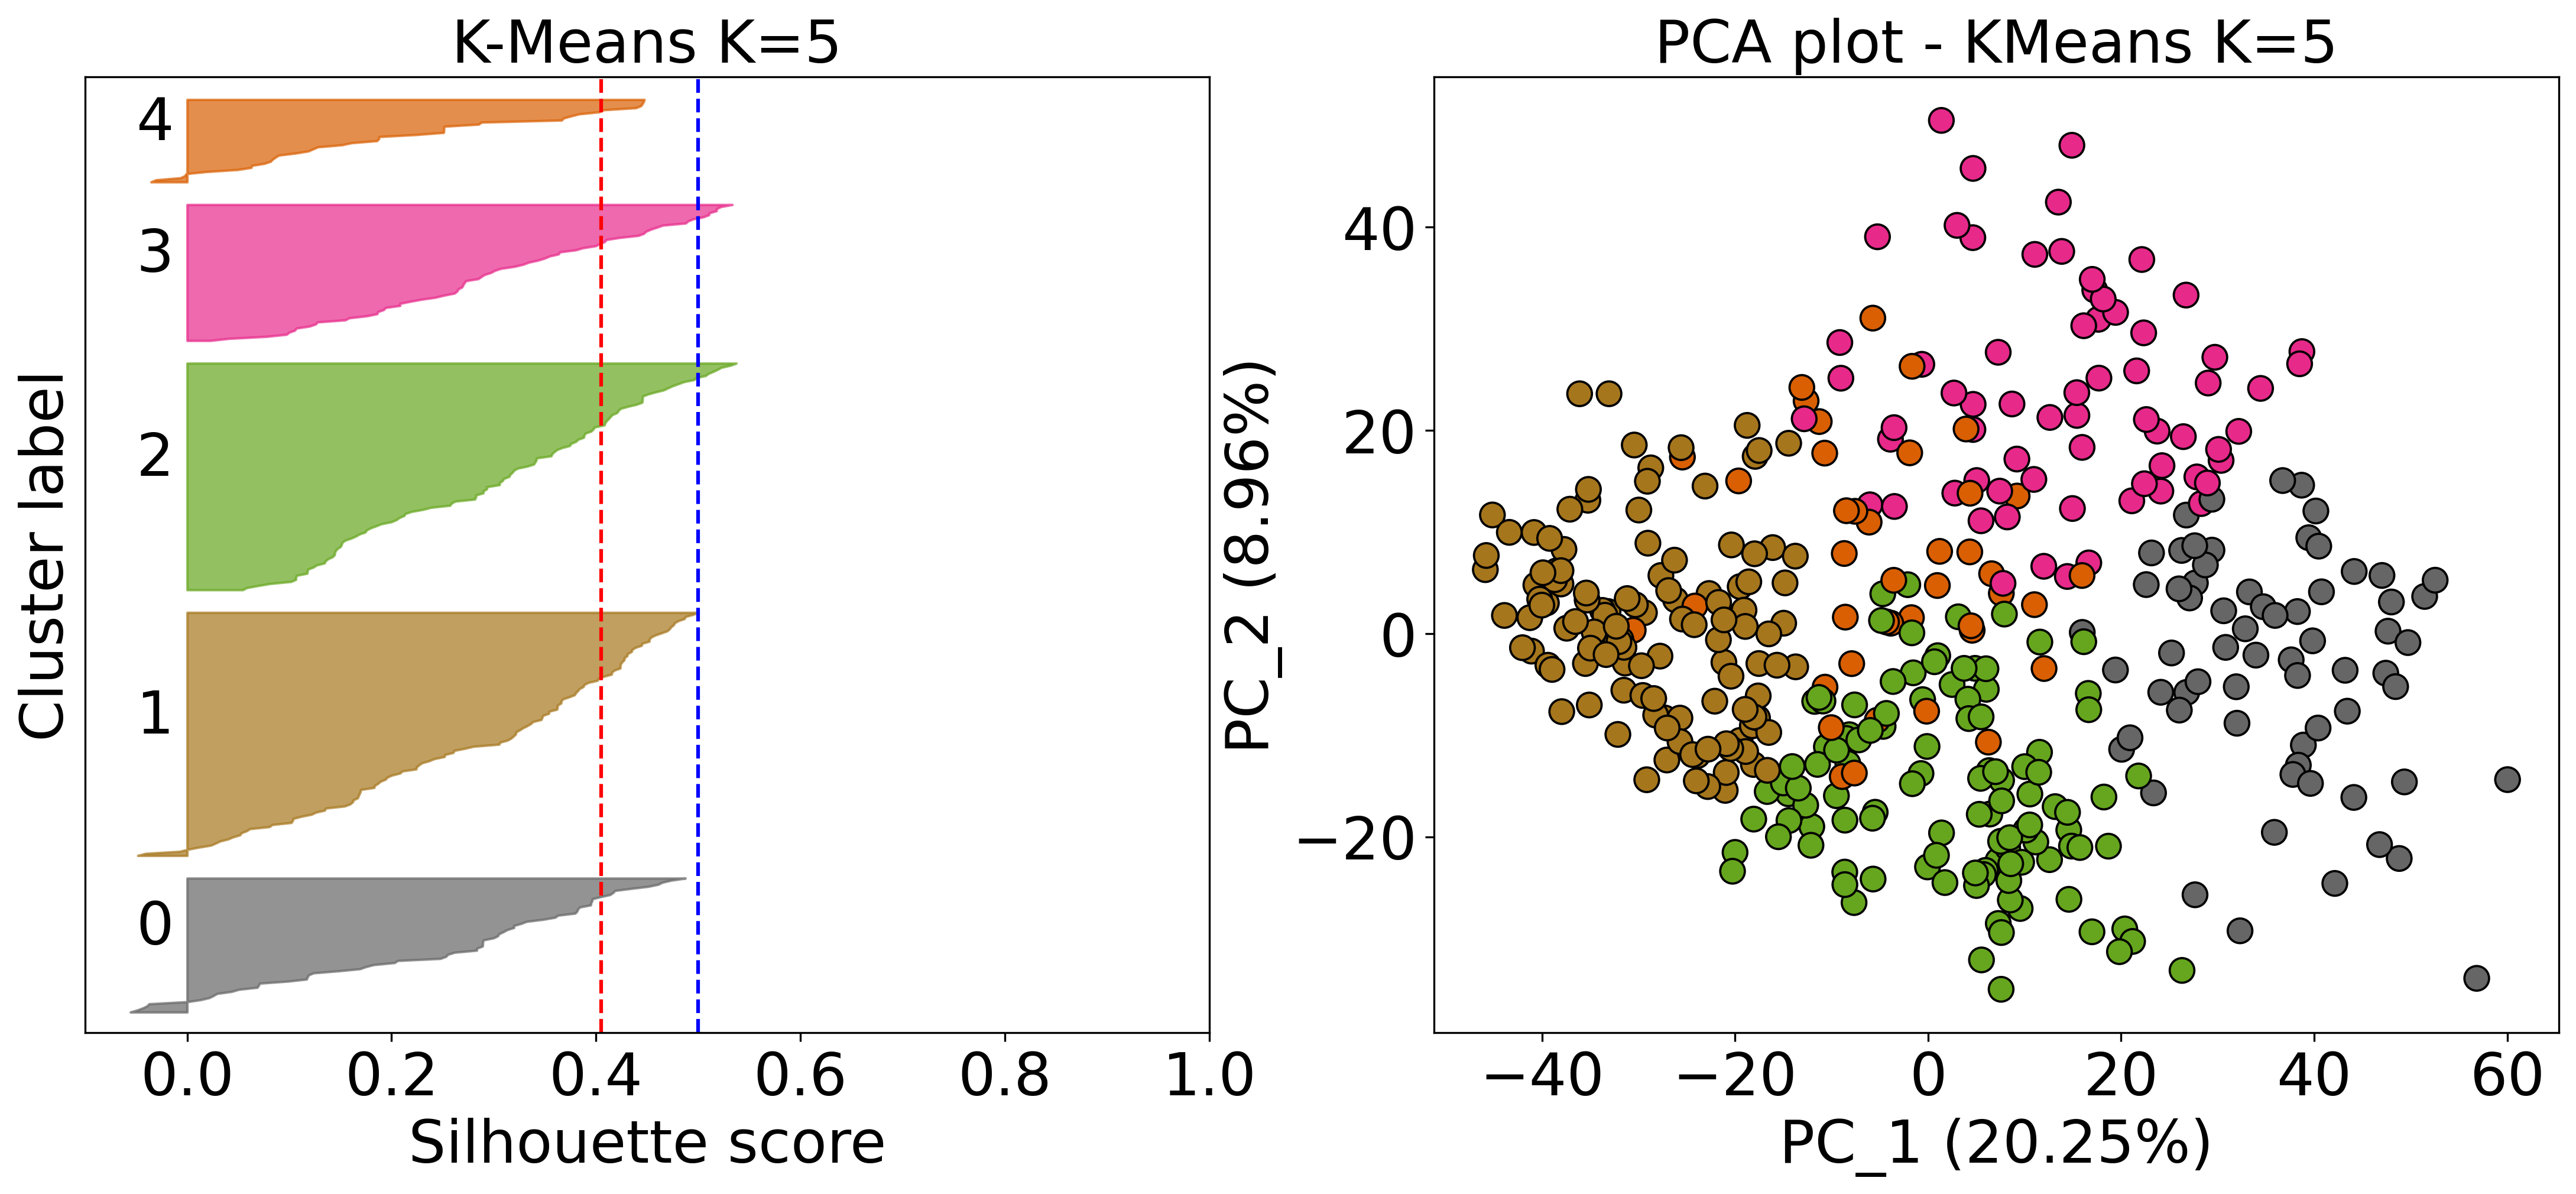 K-Means K=5
Cluster label
4
3
2
1
0
0.0 0.2 0.4 0.6 0.8 1.0
Silhouette score
PCA plot - KMeans K=5
PC_2 (8.96%)
40
20
0
−20
−40 −20 0 20 40 60
PC_1 (20.25%)